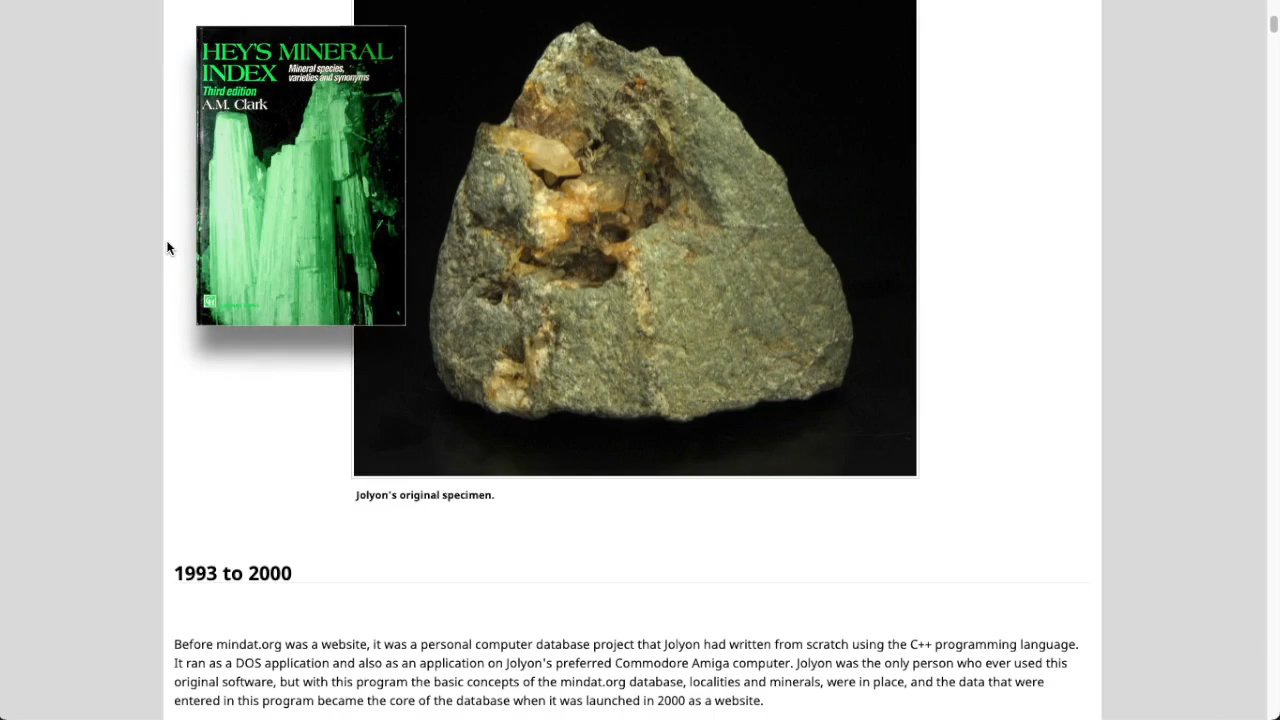 HEY'S MINERAL
INDEX
Mineral species,
varieties and synonyms
Third edition
A.M. Clark
Jolyon's original specimen.
1993 to 2000
Before mindat.org was a website, it was a personal computer database project that Jolyon had written from scratch using the C++ programming language.
It ran as a DOS application and also as an application on Jolyon's preferred Commodore Amiga computer. Jolyon was the only person who ever used this
original software, but with this program the basic concepts of the mindat.org database, localities and minerals, were in place, and the data that were
entered in this program became the core of the database when it was launched in 2000 as a website.